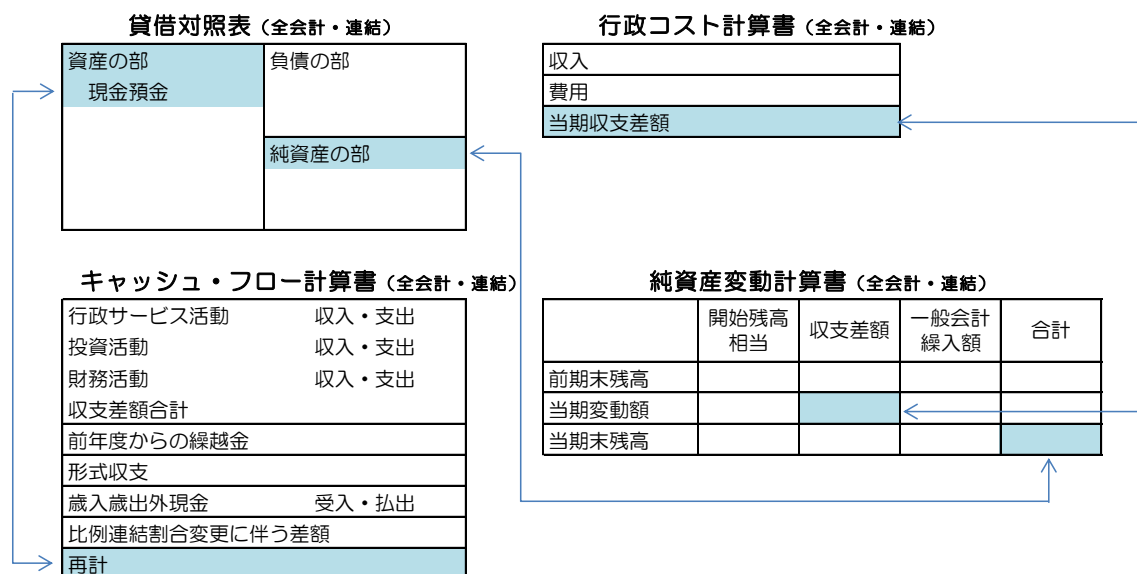 貸借対照表（全会計・連結）
資産の部
現金預金
負債の部
純資産の部
行政コスト計算書（全会計・連結）
収入
費用
当期収支差額
キャッシュ・フロー計算書（全会計・連結）
行政サービス活動 収入・支出
投資活動 収入・支出
財務活動 収入・支出
収支差額合計
前年度からの繰越金
形式収支
歳入歳出外現金 受入・払出
比例連結割合変更に伴う差額
再計
純資産変動計算書（全会計・連結）
開始残高
相当
収支差額
一般会計
繰入額
合計
前期末残高
当期変動額
当期末残高